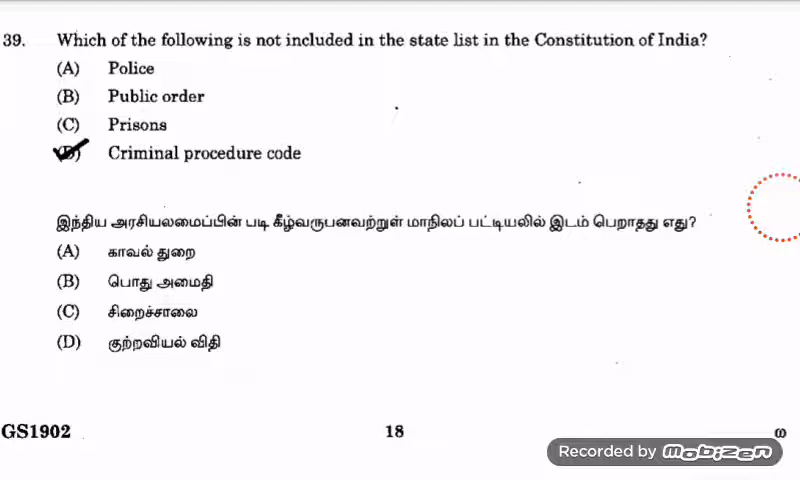 39. Which of the following is not included in the state list in the Constitution of India?
(A) Police
(B) Public order
(C) Prisons
(D) Criminal procedure code
இந்திய அரசியலமைப்பின் படி கீழ்வருபனவற்றுள் மாநிலப் பட்டியலில் இடம் பெறாதது எது?
(A) காவல் துறை
(B) பொது அமைதி
(C) சிறைச்சாலை
(D) குற்றவியல் விதி
GS1902 18 ω
Recorded by mobizen